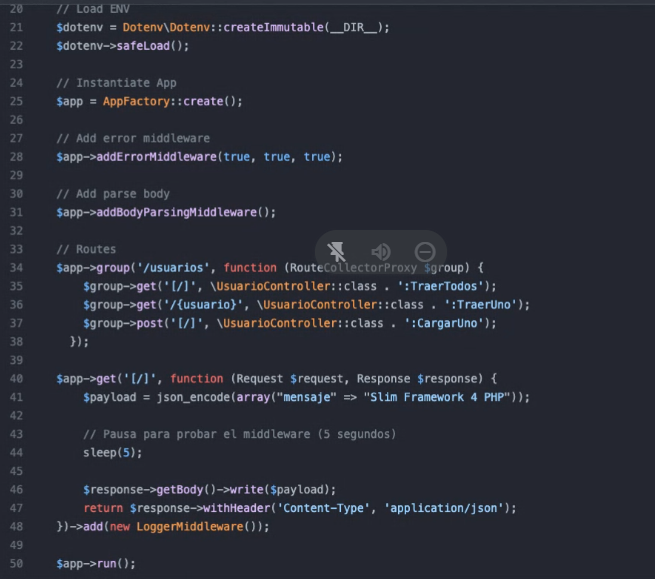 20 // Load ENV
21 $dotenv = Dotenv\Dotenv::createImmutable(__DIR__);
22 $dotenv->safeLoad();
23
24 // Instantiate App
25 $app = AppFactory::create();
26
27 // Add error middleware
28 $app->addErrorMiddleware(true, true, true);
29
30 // Add parse body
31 $app->addBodyParsingMiddleware();
32
33 // Routes
34 $app->group('/usuarios', function (RouteCollectorProxy $group) {
35     $group->get('[/]', \UsuarioController::class . ':TraerTodos');
36     $group->get('/{usuario}', \UsuarioController::class . ':TraerUno');
37     $group->post('[/]', \UsuarioController::class . ':CargarUno');
38   });
39
40 $app->get('[/]', function (Request $request, Response $response) {
41     $payload = json_encode(array("mensaje" => "Slim Framework 4 PHP"));
42
43     // Pausa para probar el middleware (5 segundos)
44     sleep(5);
45
46     $response->getBody()->write($payload);
47     return $response->withHeader('Content-Type', 'application/json');
48 })->add(new LoggerMiddleware());
49
50 $app->run();